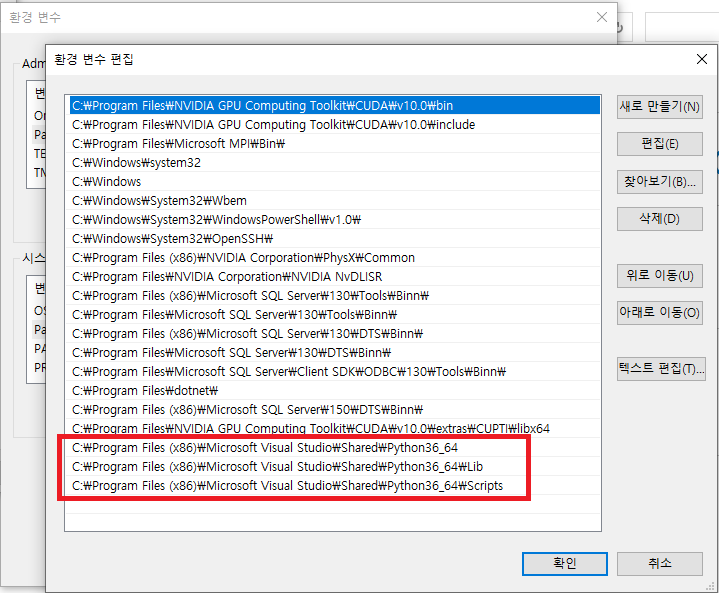 환경 변수
환경 변수 편집
Adm
변
Or
Pa
TE
TM
시스
변
OS
Pa
PA
PR
C:₩Program Files₩NVIDIA GPU Computing Toolkit₩CUDA₩v10.0₩bin
C:₩Program Files₩NVIDIA GPU Computing Toolkit₩CUDA₩v10.0₩include
C:₩Program Files₩Microsoft MPI₩Bin₩
C:₩Windows₩system32
C:₩Windows
C:₩Windows₩System32₩Wbem
C:₩Windows₩System32₩WindowsPowerShell₩v1.0₩
C:₩Windows₩System32₩OpenSSH₩
C:₩Program Files (x86)₩NVIDIA Corporation₩PhysX₩Common
C:₩Program Files₩NVIDIA Corporation₩NVIDIA NvDLISR
C:₩Program Files (x86)₩Microsoft SQL Server₩130₩Tools₩Binn₩
C:₩Program Files₩Microsoft SQL Server₩130₩Tools₩Binn₩
C:₩Program Files (x86)₩Microsoft SQL Server₩130₩DTS₩Binn₩
C:₩Program Files₩Microsoft SQL Server₩130₩DTS₩Binn₩
C:₩Program Files₩Microsoft SQL Server₩Client SDK₩ODBC₩130₩Tools₩Binn₩
C:₩Program Files₩dotnet₩
C:₩Program Files (x86)₩Microsoft SQL Server₩150₩DTS₩Binn₩
C:₩Program Files₩NVIDIA GPU Computing Toolkit₩CUDA₩v10.0₩extras₩CUPTI₩libx64
C:₩Program Files (x86)₩Microsoft Visual Studio₩Shared₩Python36_64
C:₩Program Files (x86)₩Microsoft Visual Studio₩Shared₩Python36_64₩Lib
C:₩Program Files (x86)₩Microsoft Visual Studio₩Shared₩Python36_64₩Scripts
새로 만들기(N)
편집(E)
찾아보기(B)...
삭제(D)
위로 이동(U)
아래로 이동(O)
텍스트 편집(T)...
확인
취소